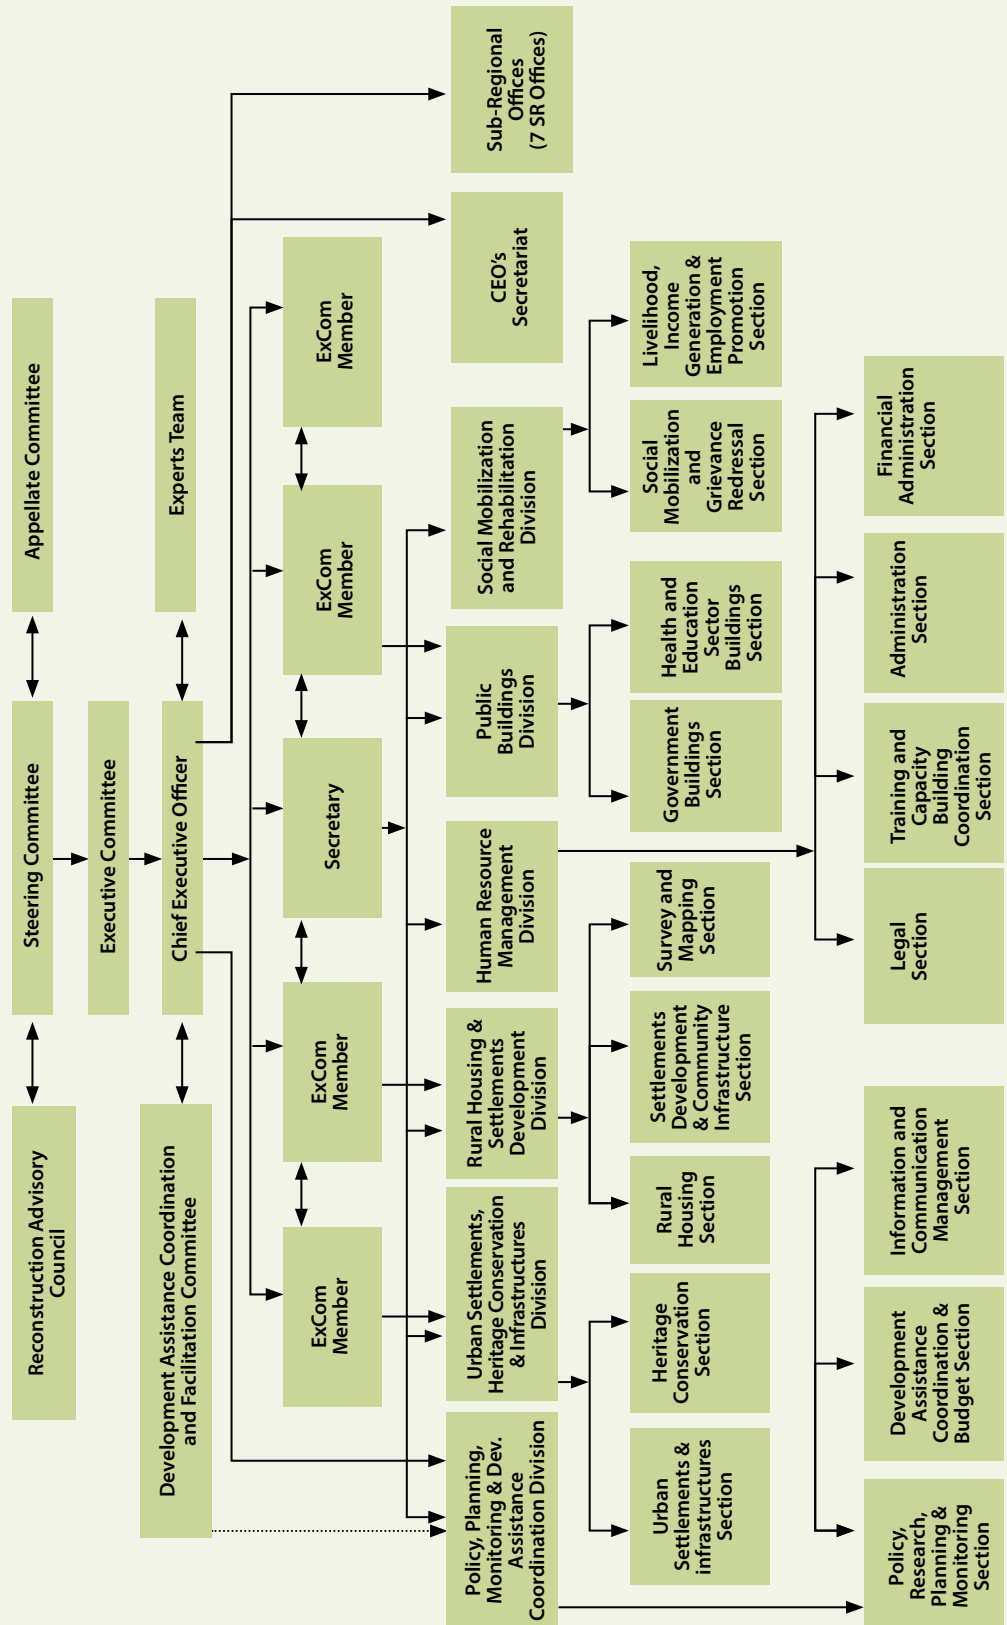 Reconstruction Advisory
Council
Steering Committee
Appellate Committee
Executive Committee
Development Assistance Coordination
and Facilitation Committee
Chief Executive Officer
Experts Team
ExCom
Member
ExCom
Member
Secretary
ExCom
Member
ExCom
Member
Policy, Planning,
Monitoring & Dev.
Assistance
Coordination Division
Urban Settlements,
Heritage Conservation
& Infrastructures
Division
Rural Housing &
Settlements
Development
Division
Human Resource
Management
Division
Public
Buildings
Division
Social Mobilization
and Rehabilitation
Division
CEO's
Secretariat
Sub-Regional
Offices
(7 SR Offices)
Urban
Settlements &
infrastructures
Section
Heritage
Conservation
Section
Rural
Housing
Section
Settlements
Development
& Community
Infrastructure
Section
Survey and
Mapping
Section
Government
Buildings
Section
Health and
Education
Sector
Buildings
Section
Social
Mobilization
and
Grievance
Redressal
Section
Livelihood,
Income
Generation &
Employment
Promotion
Section
Policy,
Research,
Planning &
Monitoring
Section
Development
Assistance
Coordination &
Budget Section
Information and
Communication
Management
Section
Legal
Section
Training and
Capacity
Building
Coordination
Section
Administration
Section
Financial
Administration
Section